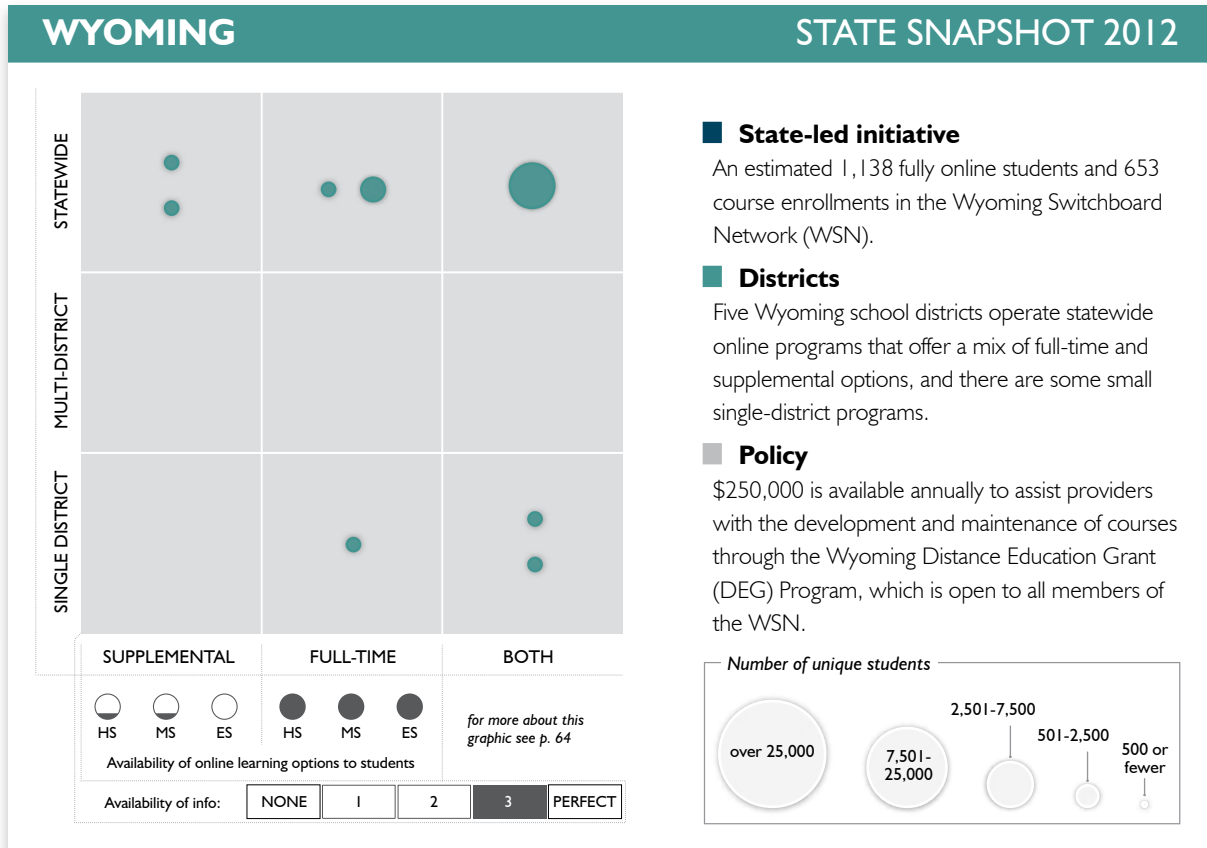 WYOMING
STATE SNAPSHOT 2012
STATEWIDE
MULTI-DISTRICT
SINGLE DISTRICT
SUPPLEMENTAL
FULL-TIME
BOTH
HS
MS
ES
HS
MS
ES
for more about this
graphic see p. 64
Availability of online learning options to students
Availability of info:
NONE
1
2
3
PERFECT
State-led initiative
An estimated 1,138 fully online students and 653
course enrollments in the Wyoming Switchboard
Network (WSN).
Districts
Five Wyoming school districts operate statewide
online programs that offer a mix of full-time and
supplemental options, and there are some small
single-district programs.
Policy
$250,000 is available annually to assist providers
with the development and maintenance of courses
through the Wyoming Distance Education Grant
(DEG) Program, which is open to all members of
the WSN.
Number of unique students
over 25,000
7,501-
25,000
2,501-7,500
501-2,500
500 or
fewer